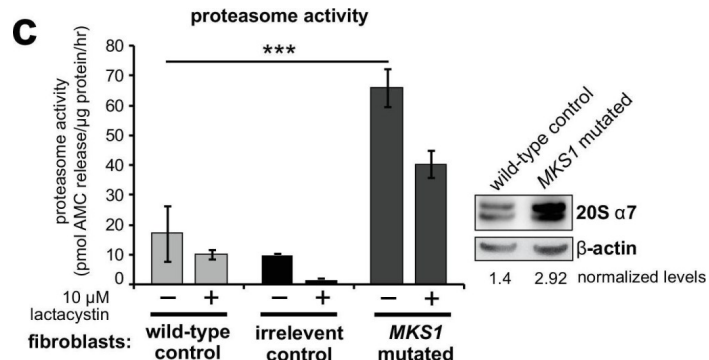 c
proteasome activity
proteasome activity
(pmol AMC release/µg protein/hr)
80
70
60
50
40
30
20
10
0
***
− + − + − +
10 µM
lactacystin
fibroblasts:
wild-type
control
irrelevent
control
MKS1
mutated
wild-type control
MKS1 mutated
20S α7
β-actin
1.4 2.92 normalized levels